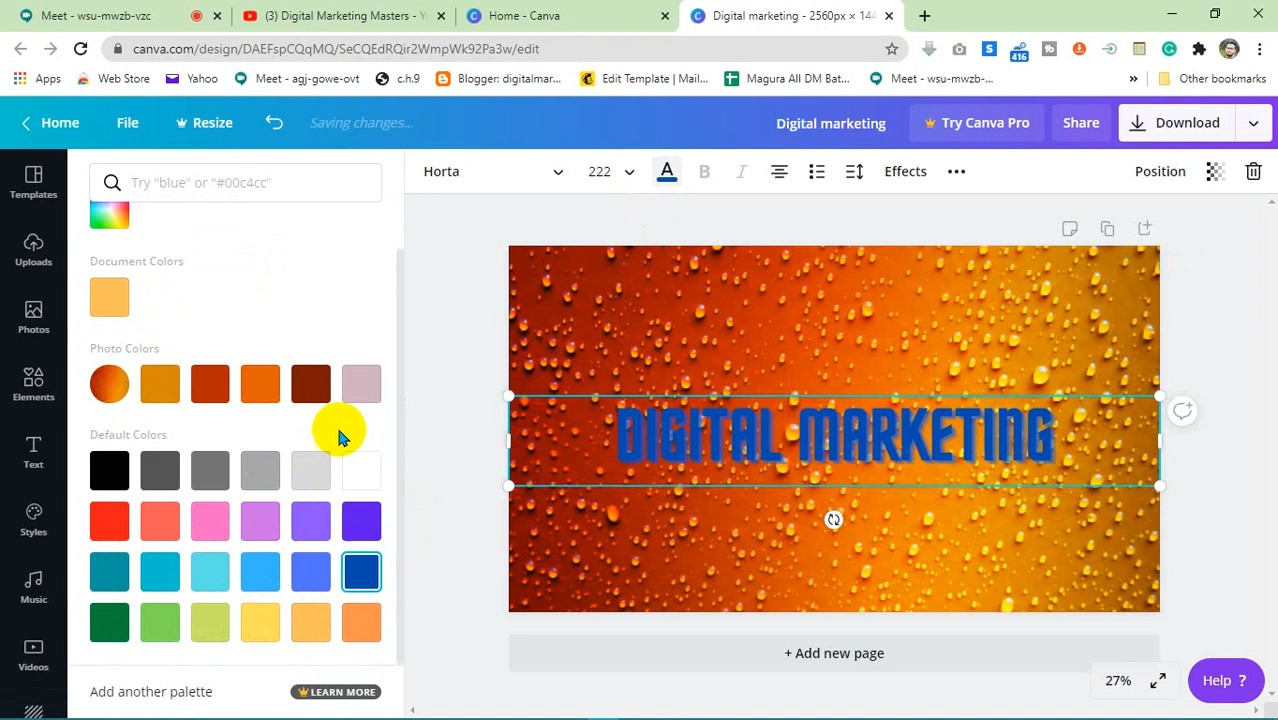 Meet - wsu-mwzb-vzc
(3) Digital Marketing Masters - Y
Home - Canva
Digital marketing - 2560px × 144
canva.com/design/DAEFspCQqMQ/SeCQEdRQir2WmpWk92Pa3w/edit
416
Apps
Web Store
Yahoo
Meet - agj-gowe-ovt
c.h.9
Blogger: digitalmar...
Edit Template | Mail...
Magura All DM Bat...
Meet - wsu-mwzb-...
»
Other bookmarks
Home
File
Resize
Saving changes...
Digital marketing
Try Canva Pro
Share
Download
Templates
Uploads
Photos
Elements
Text
Styles
Music
Videos
Try "blue" or "#00c4cc"
Document Colors
Photo Colors
Default Colors
Add another palette
LEARN MORE
Horta
222
A
B
I
Effects
Position
DIGITAL MARKETING
+ Add new page
27%
Help ?